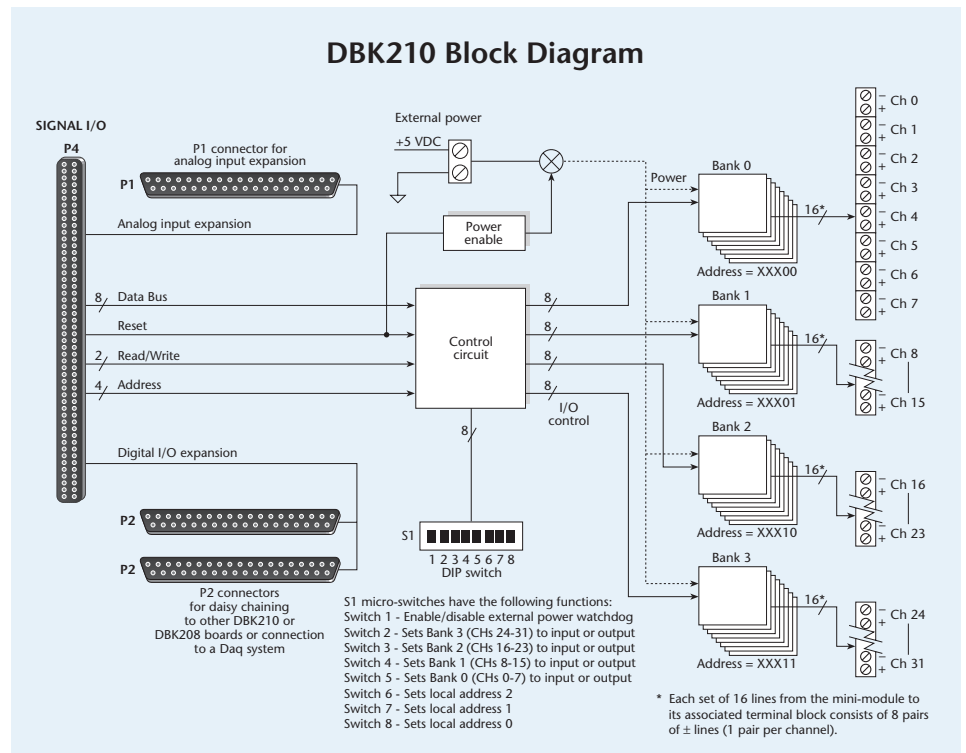 DBK210 Block Diagram
SIGNAL I/O
P4
P1 connector for
analog input expansion
P1
Analog input expansion
External power
+5 VDC
Power
enable
Power
8 Data Bus
Reset
2 Read/Write
4 Address
Control
circuit
8
8
8
8
I/O
control
8
Digital I/O expansion
P2
P2
P2 connectors
for daisy chaining
to other DBK210 or
DBK208 boards or connection
to a Daq system
S1
1 2 3 4 5 6 7 8
DIP switch
S1 micro-switches have the following functions:
Switch 1 - Enable/disable external power watchdog
Switch 2 - Sets Bank 3 (CHs 24-31) to input or output
Switch 3 - Sets Bank 2 (CHs 16-23) to input or output
Switch 4 - Sets Bank 1 (CHs 8-15) to input or output
Switch 5 - Sets Bank 0 (CHs 0-7) to input or output
Switch 6 - Sets local address 2
Switch 7 - Sets local address 1
Switch 8 - Sets local address 0
Bank 0
16*
Address = XXX00
− Ch 0
+
− Ch 1
+
− Ch 2
+
− Ch 3
+
− Ch 4
+
− Ch 5
+
− Ch 6
+
− Ch 7
+
Bank 1
16*
Address = XXX01
− Ch 8
+ Ch 15
Bank 2
16*
Address = XXX10
− Ch 16
+ Ch 23
Bank 3
16*
Address = XXX11
− Ch 24
+ Ch 31
* Each set of 16 lines from the mini-module to
its associated terminal block consists of 8 pairs
of ± lines (1 pair per channel).